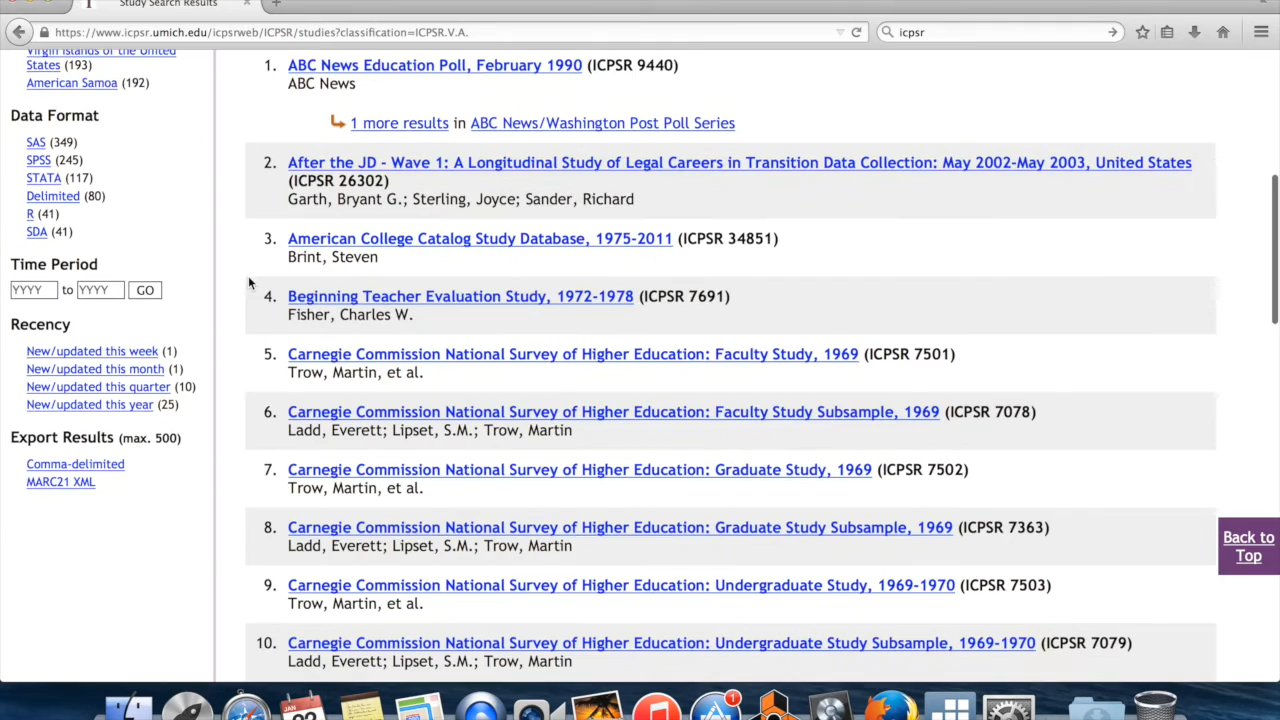 Study Search Results
https://www.icpsr.umich.edu/icpsrweb/ICPSR/studies?classification=ICPSR.V.A.
icpsr
Virgin Islands of the United
States (193)
American Samoa (192)
Data Format
SAS (349)
SPSS (245)
STATA (117)
Delimited (80)
R (41)
SDA (41)
Time Period
YYYY to YYYY GO
Recency
New/updated this week (1)
New/updated this month (1)
New/updated this quarter (10)
New/updated this year (25)
Export Results (max. 500)
Comma-delimited
MARC21 XML
1. ABC News Education Poll, February 1990 (ICPSR 9440)
ABC News
1 more results in ABC News/Washington Post Poll Series
2. After the JD - Wave 1: A Longitudinal Study of Legal Careers in Transition Data Collection: May 2002-May 2003, United States
(ICPSR 26302)
Garth, Bryant G.; Sterling, Joyce; Sander, Richard
3. American College Catalog Study Database, 1975-2011 (ICPSR 34851)
Brint, Steven
4. Beginning Teacher Evaluation Study, 1972-1978 (ICPSR 7691)
Fisher, Charles W.
5. Carnegie Commission National Survey of Higher Education: Faculty Study, 1969 (ICPSR 7501)
Trow, Martin, et al.
6. Carnegie Commission National Survey of Higher Education: Faculty Study Subsample, 1969 (ICPSR 7078)
Ladd, Everett; Lipset, S.M.; Trow, Martin
7. Carnegie Commission National Survey of Higher Education: Graduate Study, 1969 (ICPSR 7502)
Trow, Martin, et al.
8. Carnegie Commission National Survey of Higher Education: Graduate Study Subsample, 1969 (ICPSR 7363)
Ladd, Everett; Lipset, S.M.; Trow, Martin
9. Carnegie Commission National Survey of Higher Education: Undergraduate Study, 1969-1970 (ICPSR 7503)
Trow, Martin, et al.
10. Carnegie Commission National Survey of Higher Education: Undergraduate Study Subsample, 1969-1970 (ICPSR 7079)
Ladd, Everett; Lipset, S.M.; Trow, Martin
Back to
Top
1